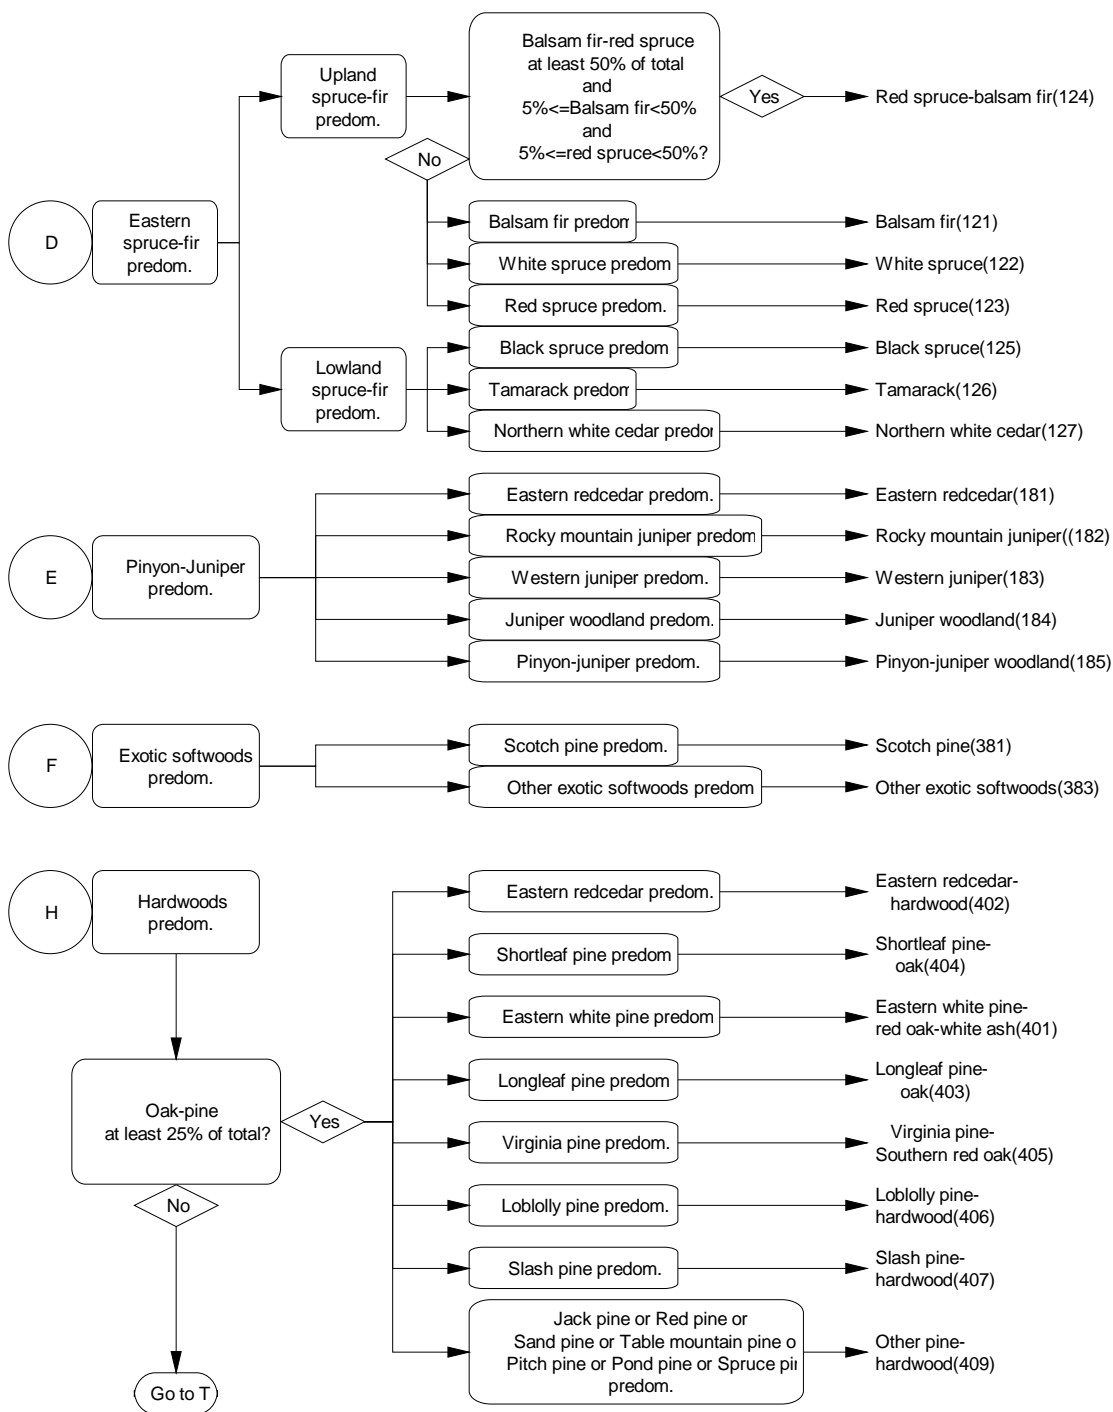 Balsam fir-red spruce
at least 50% of total
and
5%<=Balsam fir<50%
and
5%<=red spruce<50%?
Upland
spruce-fir
predom.
Yes
Red spruce-balsam fir(124)
No
D
Eastern
spruce-fir
predom.
Balsam fir predom
Balsam fir(121)
White spruce predom
White spruce(122)
Red spruce predom.
Red spruce(123)
Lowland
spruce-fir
predom.
Black spruce predom
Black spruce(125)
Tamarack predom
Tamarack(126)
Northern white cedar predor
Northern white cedar(127)
E
Pinyon-Juniper
predom.
Eastern redcedar predom.
Eastern redcedar(181)
Rocky mountain juniper predom
Rocky mountain juniper((182)
Western juniper predom.
Western juniper(183)
Juniper woodland predom.
Juniper woodland(184)
Pinyon-juniper predom.
Pinyon-juniper woodland(185)
F
Exotic softwoods
predom.
Scotch pine predom.
Scotch pine(381)
Other exotic softwoods predom
Other exotic softwoods(383)
H
Hardwoods
predom.
Eastern redcedar predom.
Eastern redcedar-
hardwood(402)
Shortleaf pine predom
Shortleaf pine-
oak(404)
Eastern white pine predom
Eastern white pine-
red oak-white ash(401)
Longleaf pine predom
Longleaf pine-
oak(403)
Oak-pine
at least 25% of total?
Yes
No
Virginia pine predom.
Virginia pine-
Southern red oak(405)
Loblolly pine predom.
Loblolly pine-
hardwood(406)
Slash pine predom.
Slash pine-
hardwood(407)
Jack pine or Red pine or
Sand pine or Table mountain pine o
Pitch pine or Pond pine or Spruce pi
predom.
Other pine-
hardwood(409)
Go to T